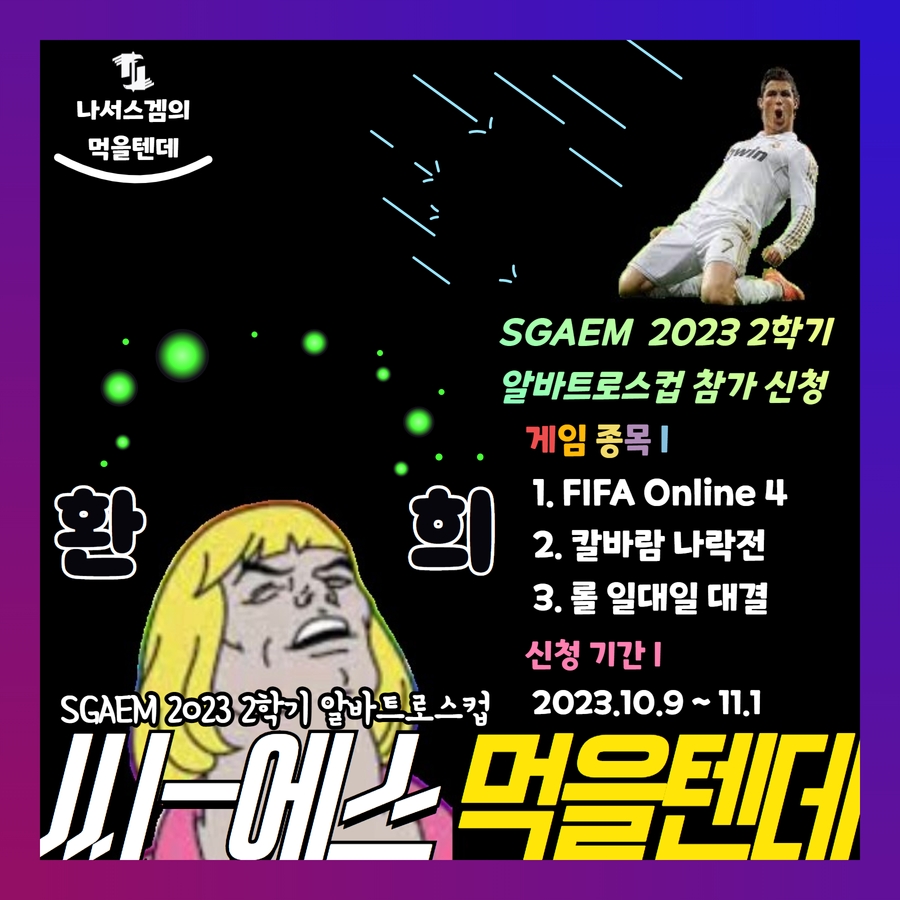 나서스겜의
먹을텐데
bwin
7
SGAEM 2023 2학기
알바트로스컵 참가 신청
게임 종목 |
1. FIFA Online 4
2. 칼바람 나락전
3. 롤 일대일 대결
신청 기간 |
2023.10.9 ~ 11.1
환 희
SGAEM 2023 2학기 알바트로스컵
씨-에스 먹을텐데